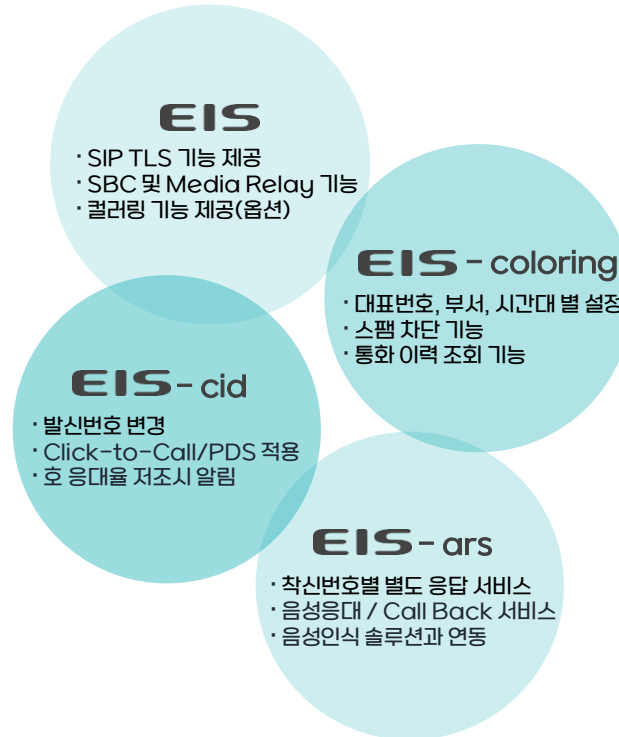 EIS
· SIP TLS 기능 제공
· SBC 및 Media Relay 기능
· 컬러링 기능 제공(옵션)
EIS - coloring
· 대표번호, 부서, 시간대 별 설정
· 스팸 차단 기능
· 통화 이력 조회 기능
EIS - cid
· 발신번호 변경
· Click-to-Call/PDS 적용
· 호 응대율 저조시 알림
EIS - ars
· 착신번호별 별도 응답 서비스
· 음성응대 / Call Back 서비스
· 음성인식 솔루션과 연동